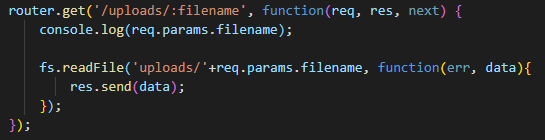 router.get('/uploads/:filename', function(req, res, next) {
    console.log(req.params.filename);

    fs.readFile('uploads/'+req.params.filename, function(err, data){
        res.send(data);
    });
});